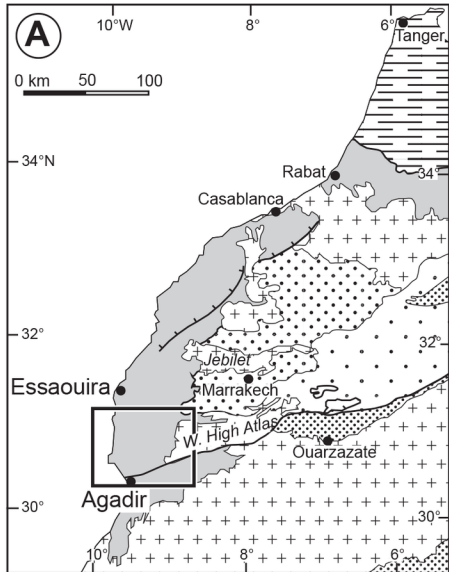 A
10°W
8°
6°
Tanger
0 km 50 100
34°N
34°
Rabat
Casablanca
32°
32°
Jebilet
Essaouira
Marrakech
W. High Atlas
Ouarzazate
Agadir
30°
30°
10°
8°
6°